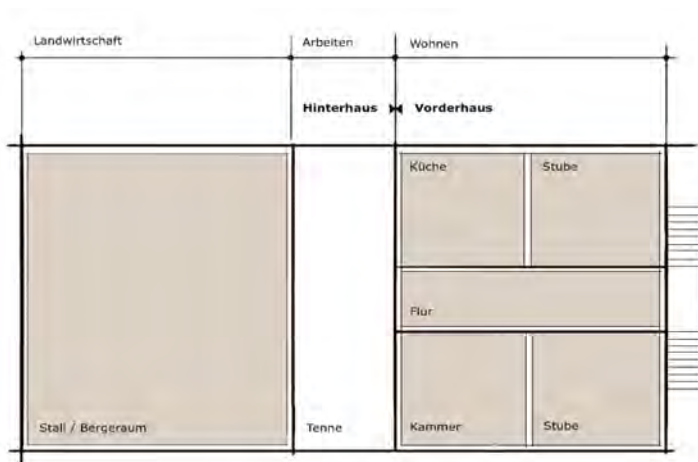 Landwirtschaft Arbeiten Wohnen
Hinterhaus Vorderhaus
Küche Stube
Flur
Stall / Bergeraum Tenne Kammer Stube